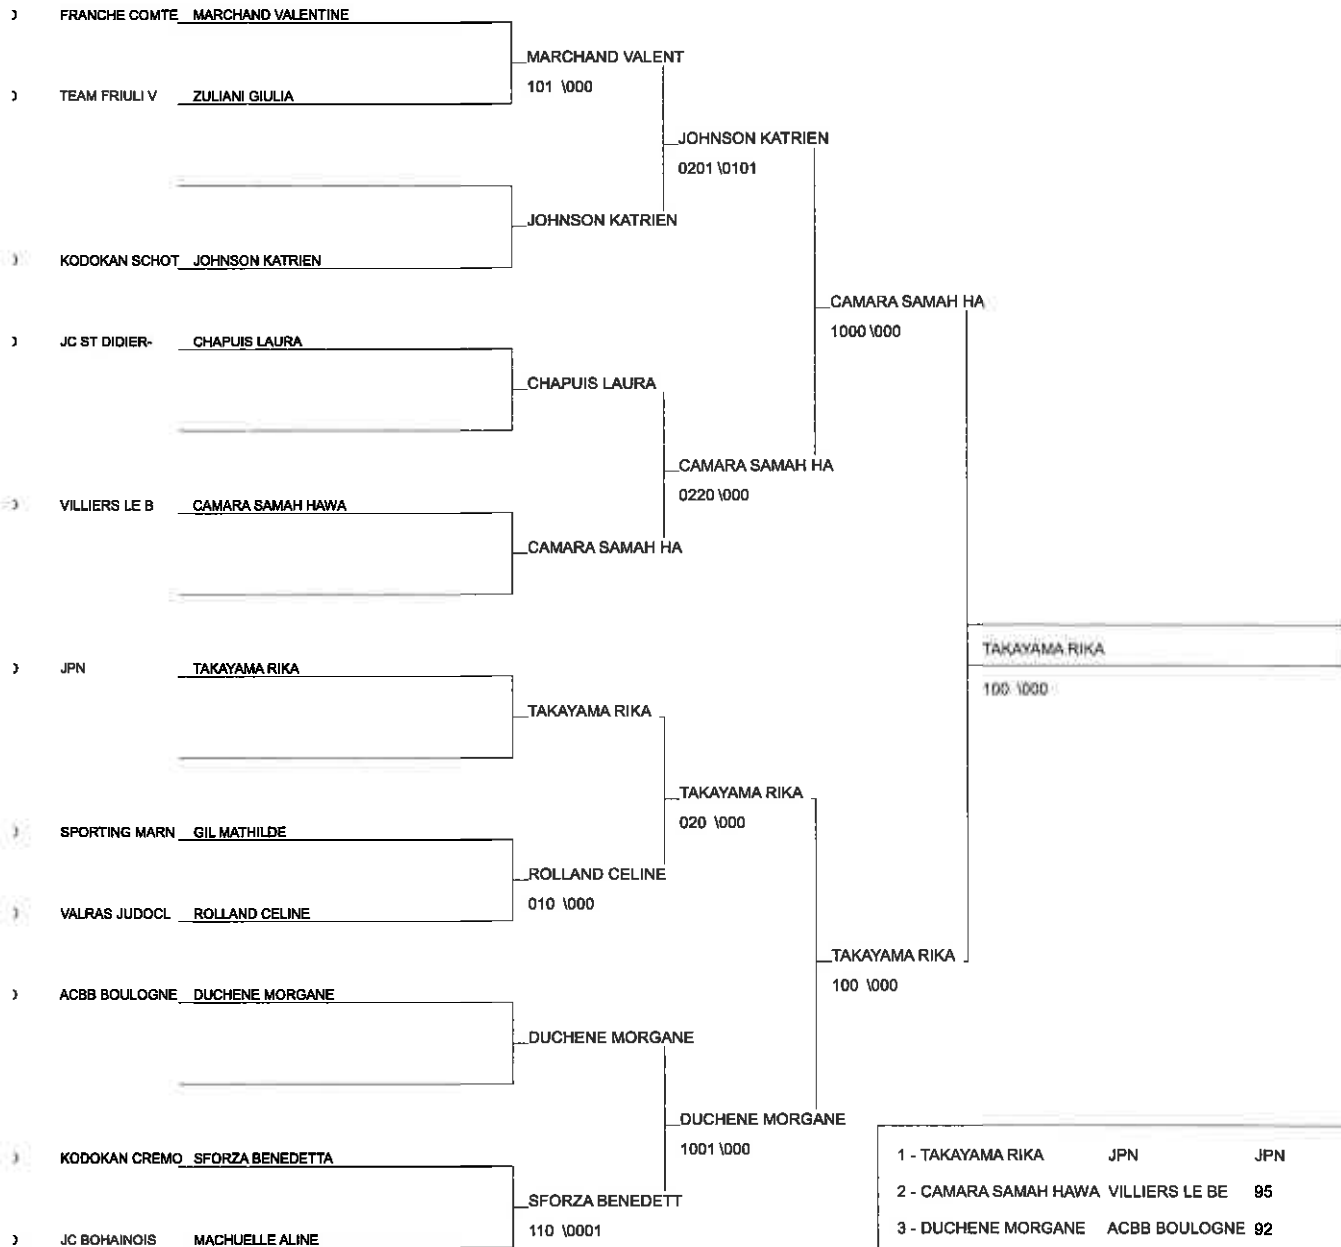 FRANCHE COMTE MARCHAND VALENTINE
MARCHAND VALENT
101 \000
TEAM FRIULI V ZULIANI GIULIA
JOHNSON KATRIEN
0201 \0101
JOHNSON KATRIEN
KODOKAN SCHOT JOHNSON KATRIEN
CAMARA SAMAH HA
1000 \000
JC ST DIDIER- CHAPUIS LAURA
CHAPUIS LAURA
CAMARA SAMAH HA
0220 \000
VILLIERS LE B CAMARA SAMAH HAWA
CAMARA SAMAH HA
TAKAYAMA RIKA
100 \000
JPN TAKAYAMA RIKA
TAKAYAMA RIKA
TAKAYAMA RIKA
020 \000
SPORTING MARN GIL MATHILDE
ROLLAND CELINE
010 \000
VALRAS JUDOCL ROLLAND CELINE
TAKAYAMA RIKA
100 \000
ACBB BOULOGNE DUCHENE MORGANE
DUCHENE MORGANE
DUCHENE MORGANE
1001 \000
KODOKAN CREMO SFORZA BENEDETTA
SFORZA BENEDETT
110 \0001
JC BOHAINOIS MACHUELLE ALINE
1 - TAKAYAMA RIKA JPN JPN
2 - CAMARA SAMAH HAWA VILLIERS LE BE 95
3 - DUCHENE MORGANE ACBB BOULOGNE 92